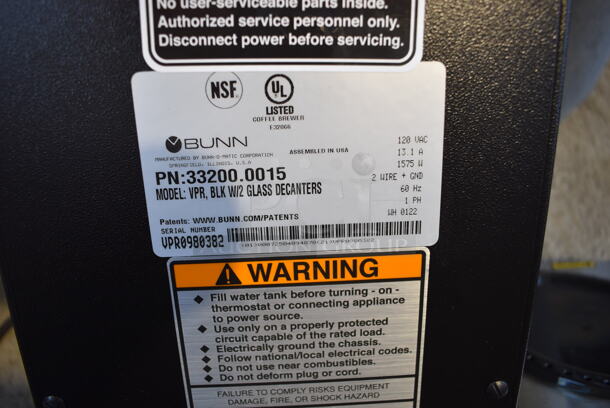 No user-serviceable parts inside.
Authorized service personnel only.
Disconnect power before servicing.
NSF
UL
LISTED
COFFEE BREWER
E32866
BUNN
MANUFACTURED BY BUNN-O-MATIC CORPORATION
SPRINGFIELD, ILLINOIS, U.S.A
ASSEMBLED IN USA
120 VAC
13.1 A
1575 W
2 WIRE + GND
60 Hz
1 PH
WH 0122
PN:33200.0015
MODEL: VPR, BLK W/2 GLASS DECANTERS
Patents: WWW.BUNN.COM/PATENTS
SERIAL NUMBER
VPR0980382
WARNING
Fill water tank before turning - on -
thermostat or connecting appliance
to power source.
Use only on a properly protected
circuit capable of the rated load.
Electrically ground the chassis.
Follow national/local electrical codes.
Do not use near combustibles.
Do not deform plug or cord.
FAILURE TO COMPLY RISKS EQUIPMENT
DAMAGE, FIRE, OR SHOCK HAZARD